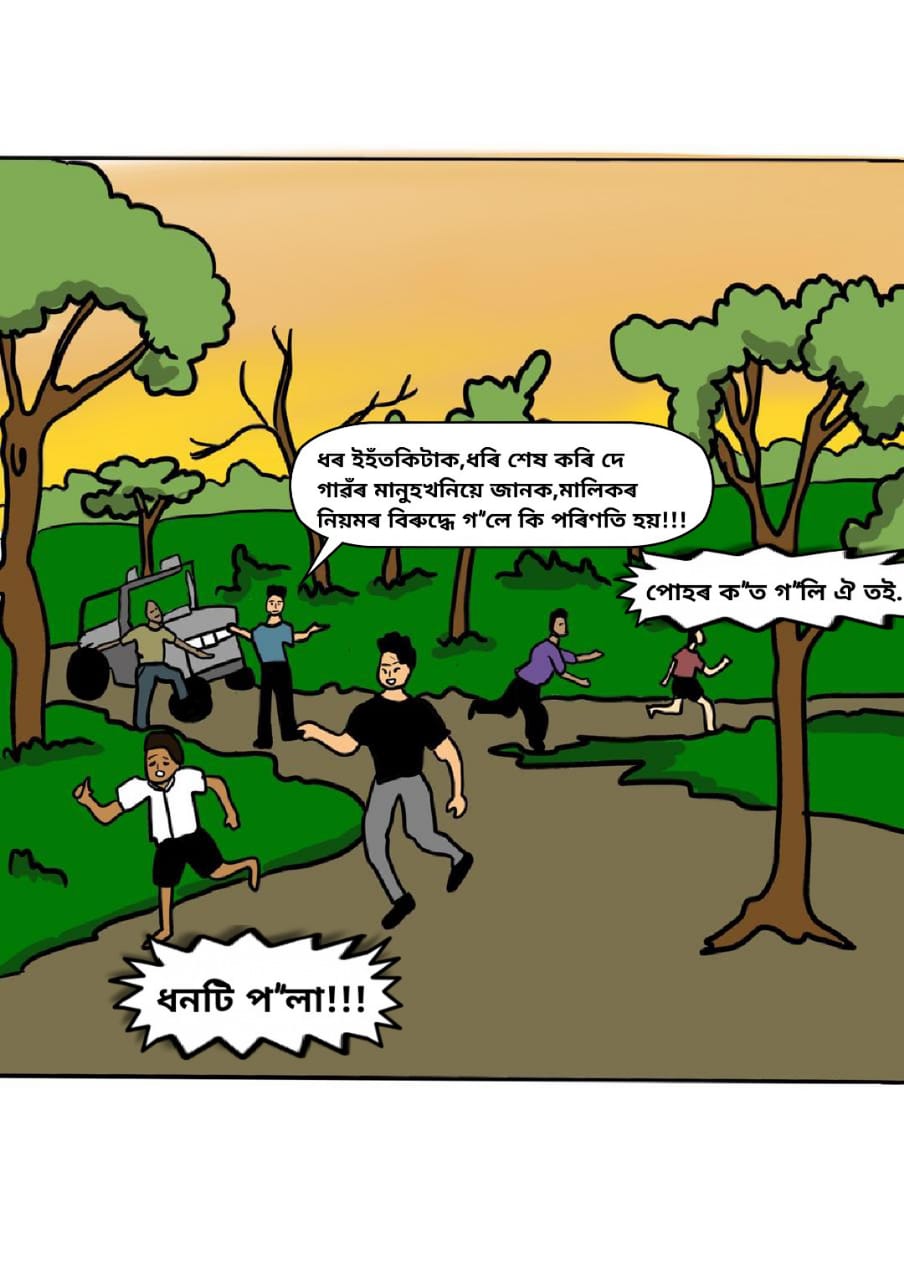 ধৰ ইহঁতকিটাক,ধৰি শেষ কৰি দে
গাৱঁৰ মানুহখনিয়ে জানক,মালিকৰ
নিয়মৰ বিৰুদ্ধে গ"লে কি পৰিণতি হয়!!!
পোহৰ ক"ত গ"লি ঐ তই.
ধনটি প"লা!!!